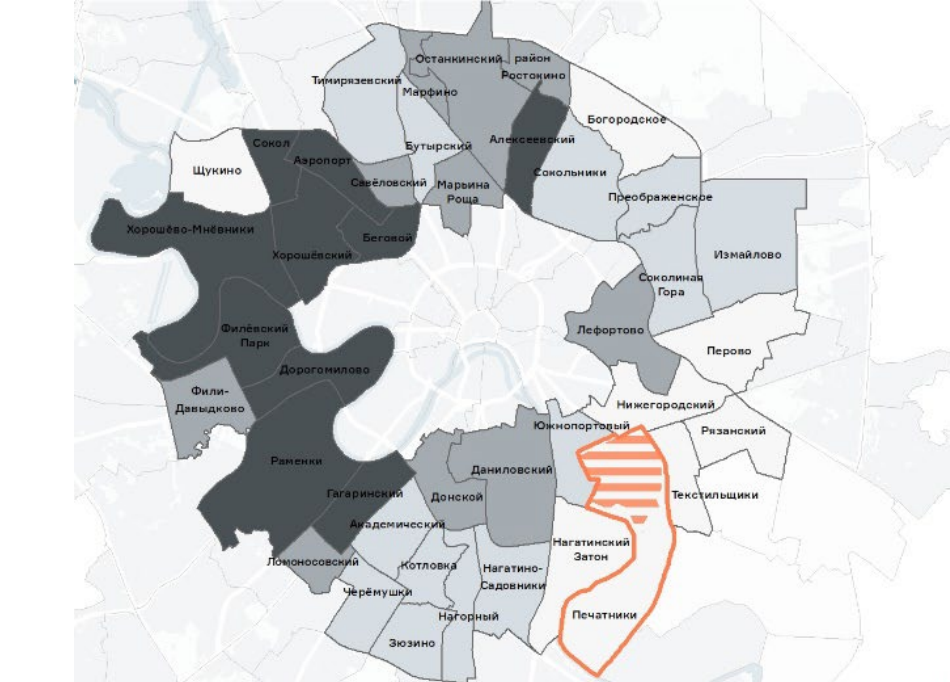 Останкинский
район
Ростокино
Тимирязевский
Марфино
Богородское
Сокол
Бутырский
Алексеевский
Аэропорт
Щукино
Савёловский
Марьина
Роща
Сокольники
Преображенское
Хорошёво-Мнёвники
Беговой
Хорошёвский
Измайлово
Соколиная
Гора
Филёвский
Парк
Лефортово
Перово
Дорогомилово
Фили-
Давыдково
Нижегородский
Южнопортовый
Рязанский
Раменки
Даниловский
Гагаринский
Донской
Текстильщики
Академический
Нагатинский
Затон
Ломоносовский
Котловка
Нагатино-
Садовники
Черёмушки
Нагорный
Печатники
Зюзино